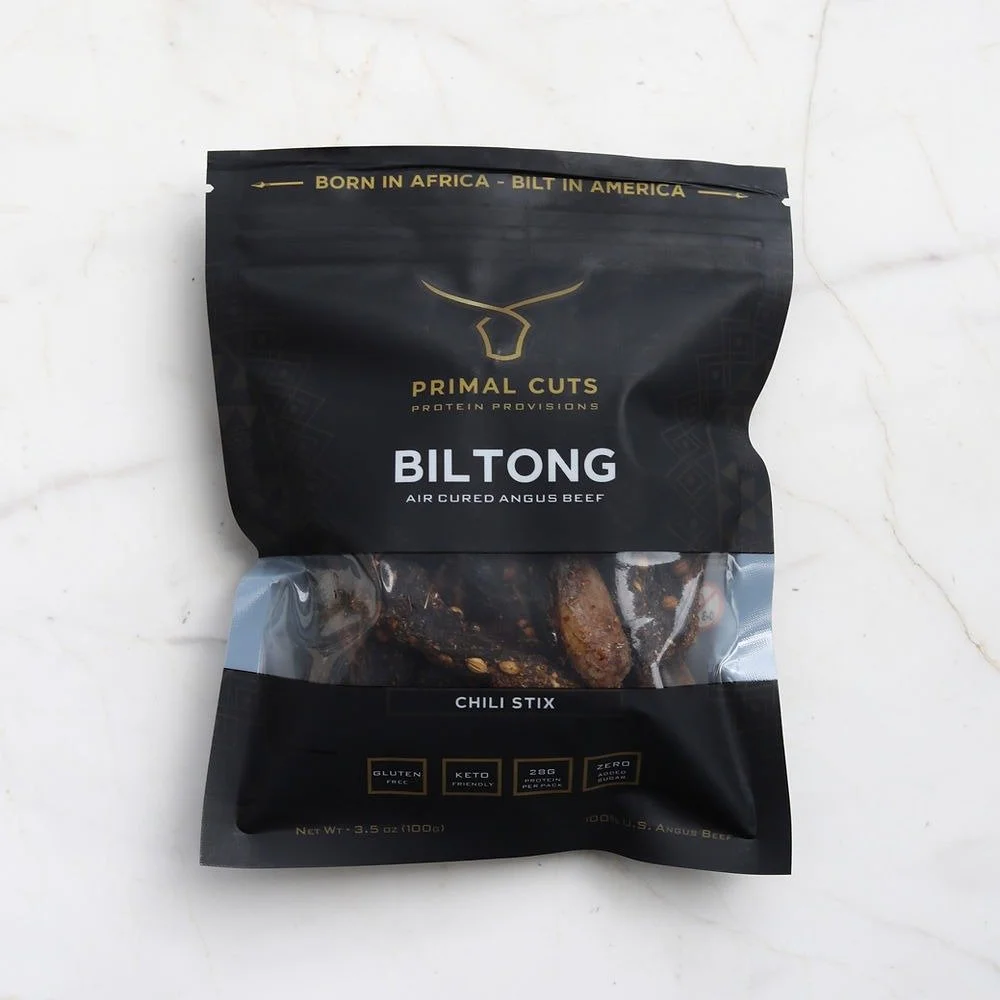 BORN IN AFRICA - BILT IN AMERICA
PRIMAL CUTS
PROTEIN PROVISIONS
BILTONG
AIR CURED ANGUS BEEF
CHILI STIX
GLUTEN
FREE
KETO
FRIENDLY
28G
PROTEIN
PER PACK
ZERO
ADDED
SUGAR
NET WT - 3.5 OZ (100G)
100% U.S. ANGUS BEEF